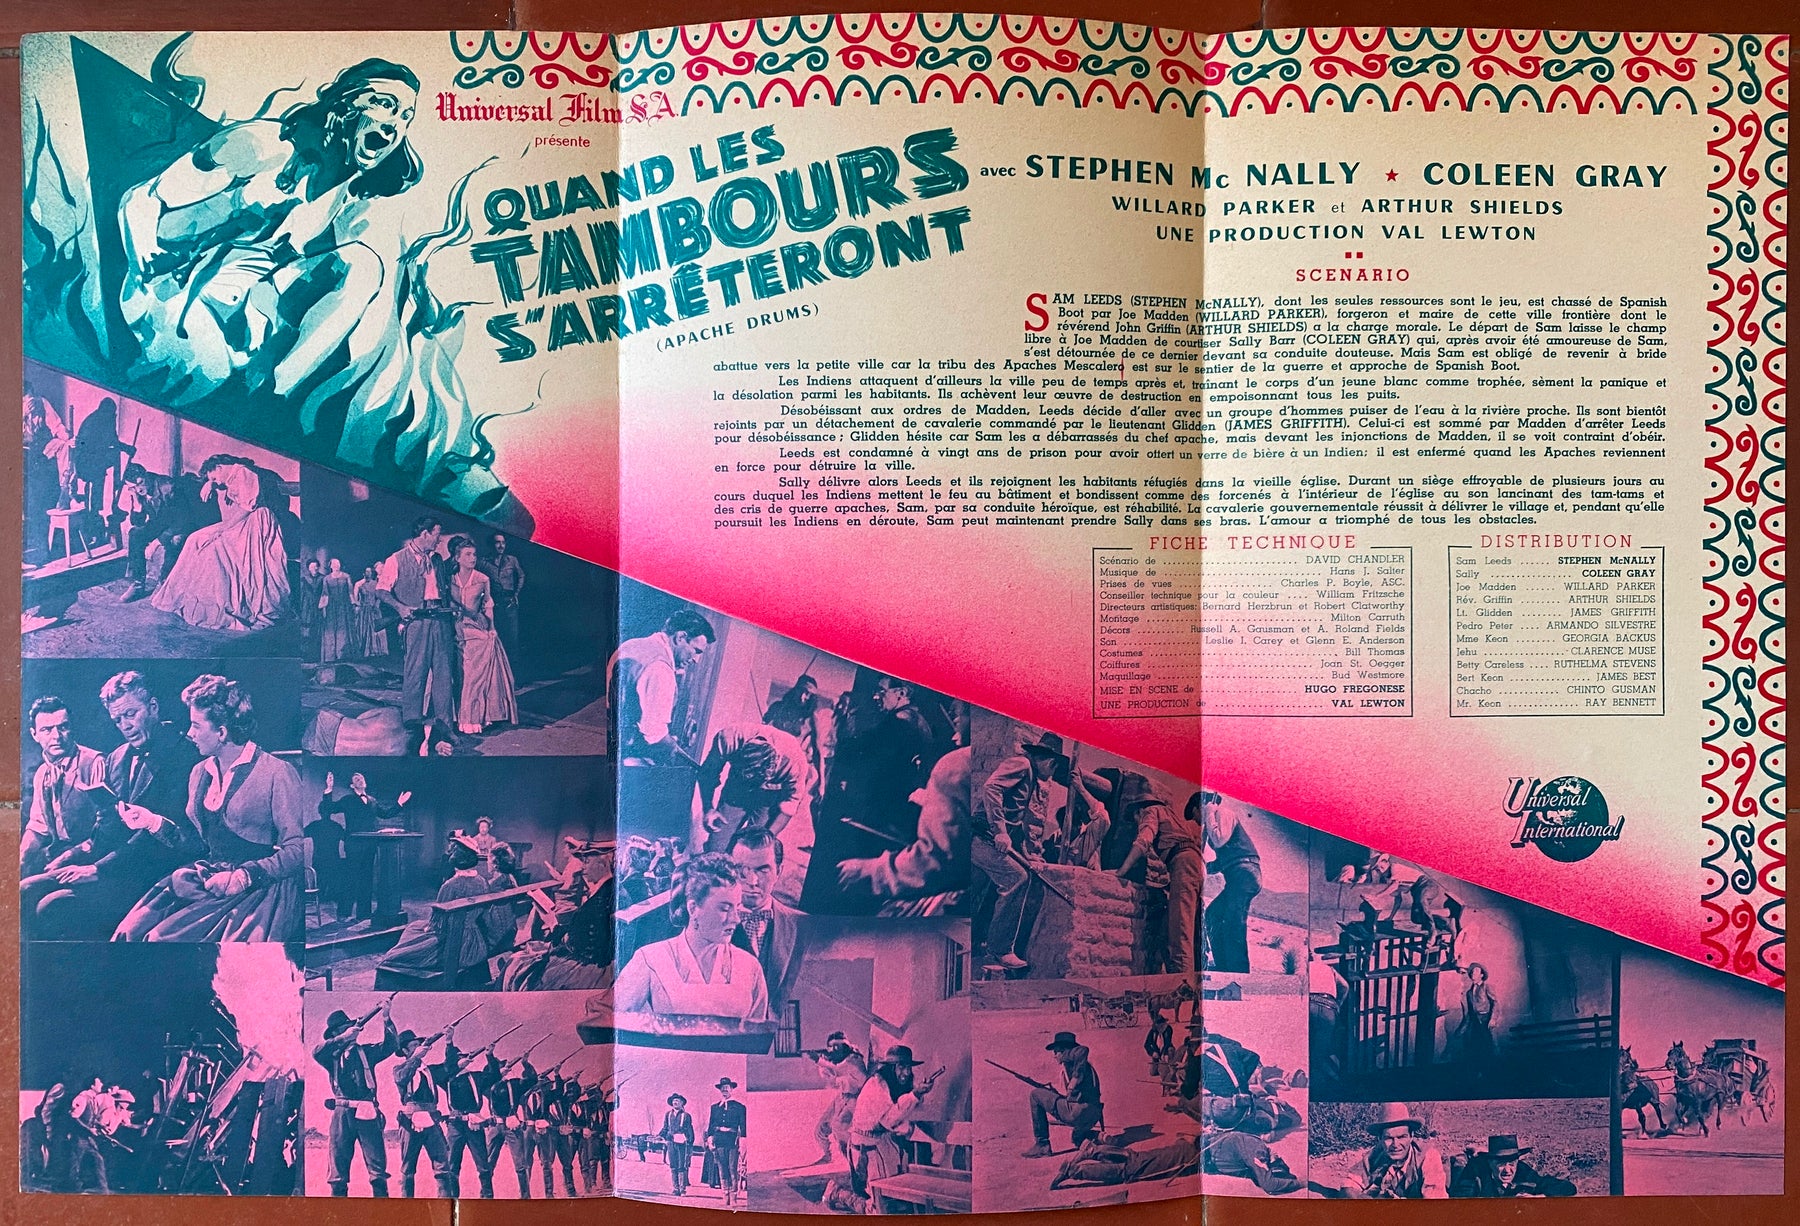 Universal Film S.A.
présente
QUAND LES
TAMBOURS
S'ARRÊTERONT
(APACHE DRUMS)
avec STEPHEN Mc NALLY ★ COLEEN GRAY
WILLARD PARKER et ARTHUR SHIELDS
UNE PRODUCTION VAL LEWTON
SCENARIO
SAM LEEDS (STEPHEN McNALLY), dont les seules ressources sont le jeu, est chassé de Spanish
Boot par Joe Madden (WILLARD PARKER), forgeron et maire de cette ville frontière dont le
révérend John Griffin (ARTHUR SHIELDS) a la charge morale. Le départ de Sam laisse le champ
libre à Joe Madden de courtiser Sally Barr (COLEEN GRAY) qui, après avoir été amoureuse de Sam,
s'est détournée de ce dernier devant sa conduite douteuse. Mais Sam est obligé de revenir à bride
abattue vers la petite ville car la tribu des Apaches Mescalero est sur le sentier de la guerre et approche de Spanish Boot.
Les Indiens attaquent d'ailleurs la ville peu de temps après et, traînant le corps d'un jeune blanc comme trophée, sèment la panique et
la désolation parmi les habitants. Ils achèvent leur œuvre de destruction en empoisonnant tous les puits.
Désobéissant aux ordres de Madden, Leeds décide d'aller avec un groupe d'hommes puiser de l'eau à la rivière proche. Ils sont bientôt
rejoints par un détachement de cavalerie commandé par le lieutenant Glidden (JAMES GRIFFITH). Celui-ci est sommé par Madden d'arrêter Leeds
pour désobéissance ; Glidden hésite car Sam les a débarrassés du chef apache, mais devant les injonctions de Madden, il se voit contraint d'obéir.
Leeds est condamné à vingt ans de prison pour avoir offert un verre de bière à un Indien; il est enfermé quand les Apaches reviennent
en force pour détruire la ville.
Sally délivre alors Leeds et ils rejoignent les habitants réfugiés dans la vieille église. Durant un siège effroyable de plusieurs jours au
cours duquel les Indiens mettent le feu au bâtiment et bondissent comme des forcenés à l'intérieur de l'église au son lancinant des tam-tams et
des cris de guerre apaches, Sam, par sa conduite héroïque, est réhabilité. La cavalerie gouvernementale réussit à délivrer le village et, pendant qu'elle
poursuit les Indiens en déroute, Sam peut maintenant prendre Sally dans ses bras. L'amour a triomphé de tous les obstacles.
FICHE TECHNIQUE
Scénario de ........ DAVID CHANDLER
Musique de ........ Hans J. Salter
Prises de vues ........ Charles P. Boyle, ASC.
Conseiller technique pour la couleur .... William Fritzsche
Directeurs artistiques: Bernard Herzbrun et Robert Clatworthy
Montage ........ Milton Carruth
Décors ........ Russell A. Gausman et A. Roland Fields
Son ........ Leslie I. Carey et Glenn E. Anderson
Costumes ........ Bill Thomas
Coiffures ........ Joan St. Oegger
Maquillage ........ Bud Westmore
MISE EN SCENE de ........ HUGO FREGONESE
UNE PRODUCTION de ........ VAL LEWTON
DISTRIBUTION
Sam Leeds ...... STEPHEN McNALLY
Sally ........ COLEEN GRAY
Joe Madden ...... WILLARD PARKER
Rév. Griffin ........ ARTHUR SHIELDS
Lt. Glidden ....... JAMES GRIFFITH
Pedro Peter .... ARMANDO SILVESTRE
Mme Keon ........ GEORGIA BACKUS
Jehu ........ CLARENCE MUSE
Betty Careless .... RUTHELMA STEVENS
Bert Keon ........ JAMES BEST
Chacho ........ CHINTO GUSMAN
Mr. Keon ........ RAY BENNETT
Universal
International